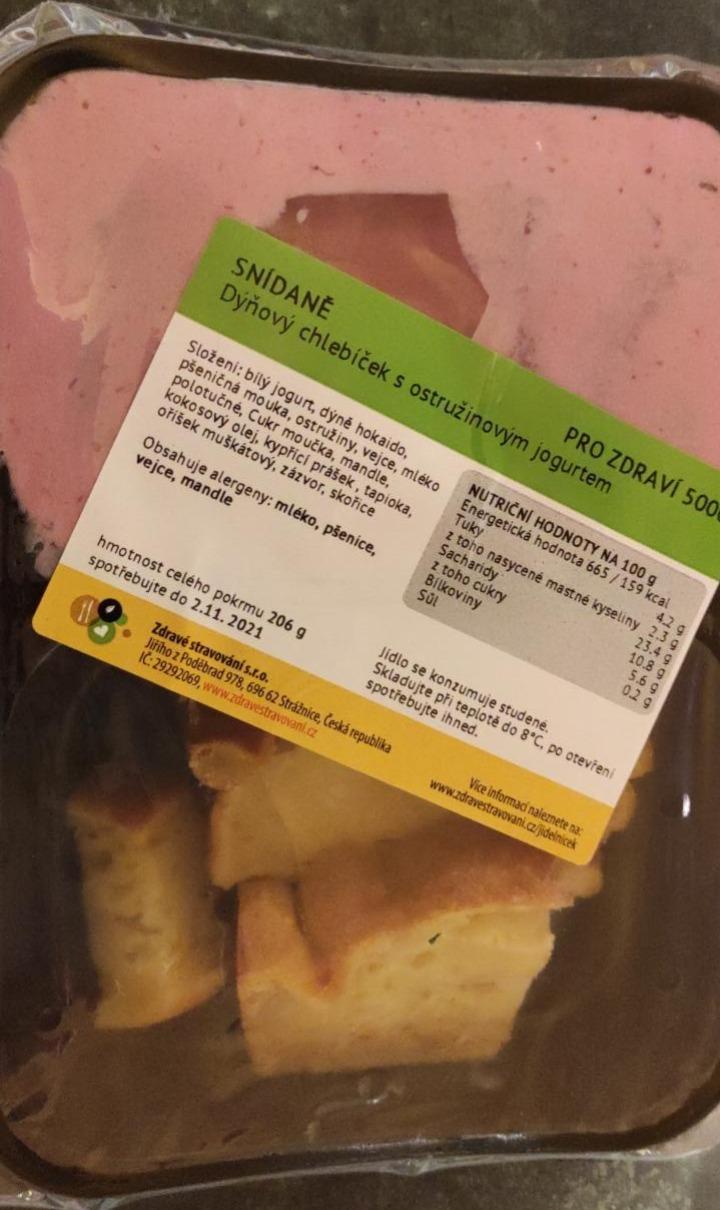 SNÍDANĚ
PRO ZDRAVÍ 500
Dýňový chlebíček s ostružinovým jogurtem
Složení: bílý jogurt, dýně hokaido,
pšeničná mouka, ostružiny, vejce, mléko
polotučné, Cukr moučka, mandle,
kokosový olej, kypřící prášek , tapioka,
oříšek muškátový, zázvor, skořice
Obsahuje alergeny: mléko, pšenice,
vejce, mandle
hmotnost celého pokrmu 206 g
spotřebujte do 2.11. 2021
NUTRIČNÍ HODNOTY NA 100 g
Energetická hodnota 665 / 159 kcal
Tuky 4.2 g
z toho nasycené mastné kyseliny 2.3 g
Sacharidy 23.4 g
z toho cukry 10.8 g
Bílkoviny 5.6 g
Sůl 0.2 g
Jídlo se konzumuje studené.
Skladujte při teplotě do 8°C, po otevření
spotřebujte ihned.
Zdravé stravování s.r.o.
Jiřího z Poděbrad 978, 696 62 Strážnice, Česká republika
IČ: 29292069, www.zdravestravovani.cz
Více informací naleznete na:
www.zdravestravovani.cz/jidelnicek